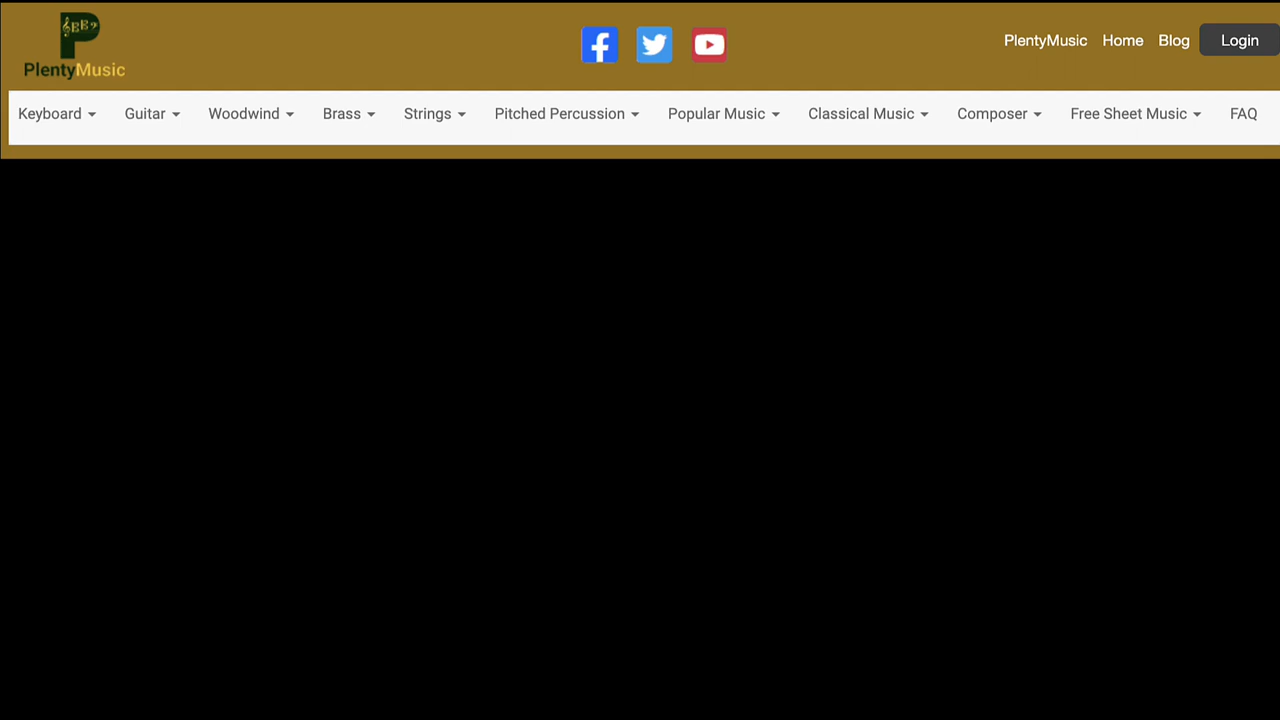 PlentyMusic
PlentyMusic Home Blog Login
Keyboard Guitar Woodwind Brass Strings Pitched Percussion Popular Music Classical Music Composer Free Sheet Music FAQ